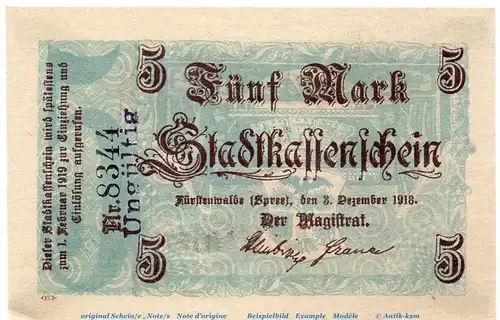 5 Fünf Mark 5
Stadtkassenschein
Fürstenwalde (Spree), den 3. Dezember 1918.
Der Magistrat.
5 5
Dieser Stadtkassenschein wird spätestens
zum 1. Februar 1919 zur Einziehung und
Einlösung aufgerufen.
Nr. 8344
Ungültig
original Schein/e , Note/s Note d'origine Beispielbild Example Modèle © Antik-ksm